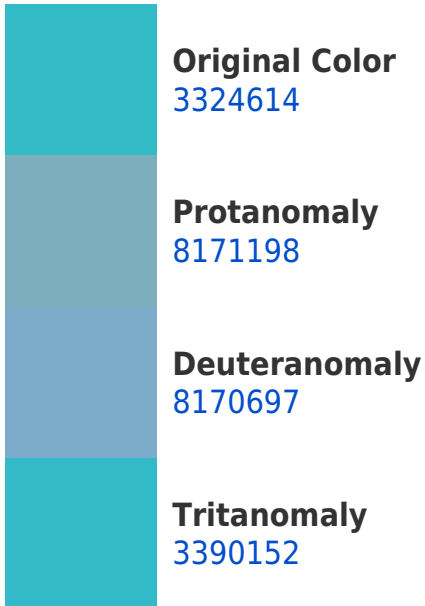 Original Color
3324614
Protanomaly
8171198
Deuteranomaly
8170697
Tritanomaly
3390152